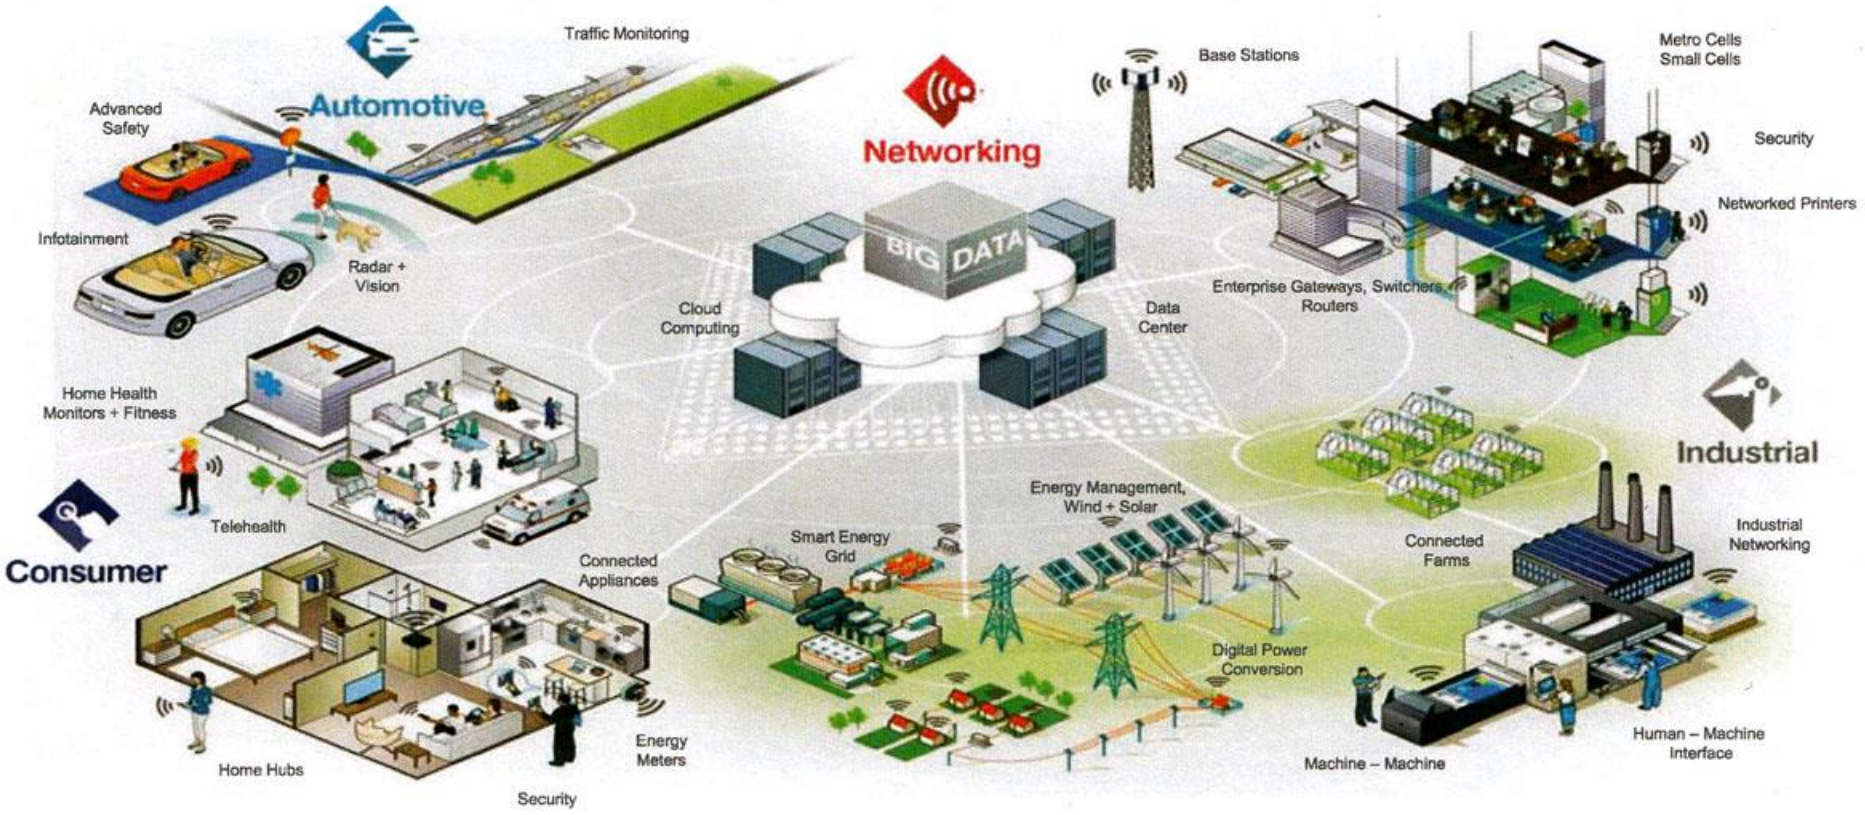 Traffic Monitoring
Automotive
Advanced
Safety
Infotainment
Radar +
Vision
Networking
Base Stations
Metro Cells
Small Cells
Security
Networked Printers
Enterprise Gateways, Switchers,
Routers
BIG DATA
Cloud
Computing
Data
Center
Home Health
Monitors + Fitness
Telehealth
Consumer
Connected
Appliances
Home Hubs
Security
Energy
Meters
Smart Energy
Grid
Energy Management,
Wind + Solar
Digital Power
Conversion
Connected
Farms
Industrial
Industrial
Networking
Machine – Machine
Human – Machine
Interface